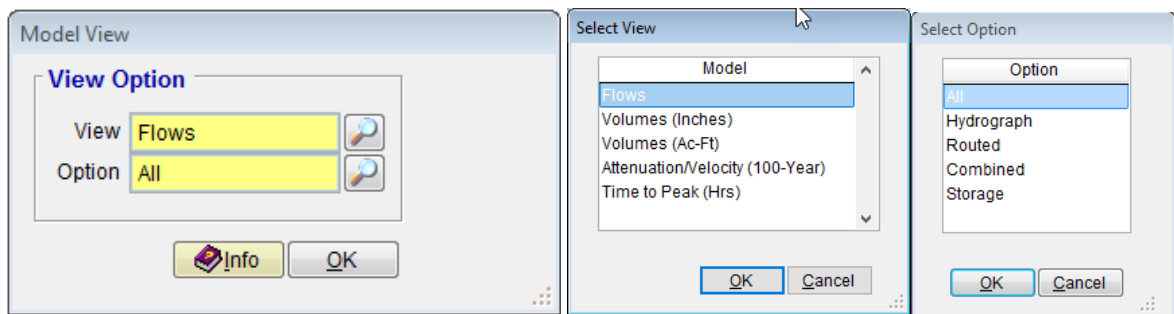 Model View
View Option
View Flows
Option All
Info OK
Select View
Model
Flows
Volumes (Inches)
Volumes (Ac-Ft)
Attenuation/Velocity (100-Year)
Time to Peak (Hrs)
OK Cancel
Select Option
Option
All
Hydrograph
Routed
Combined
Storage
OK Cancel